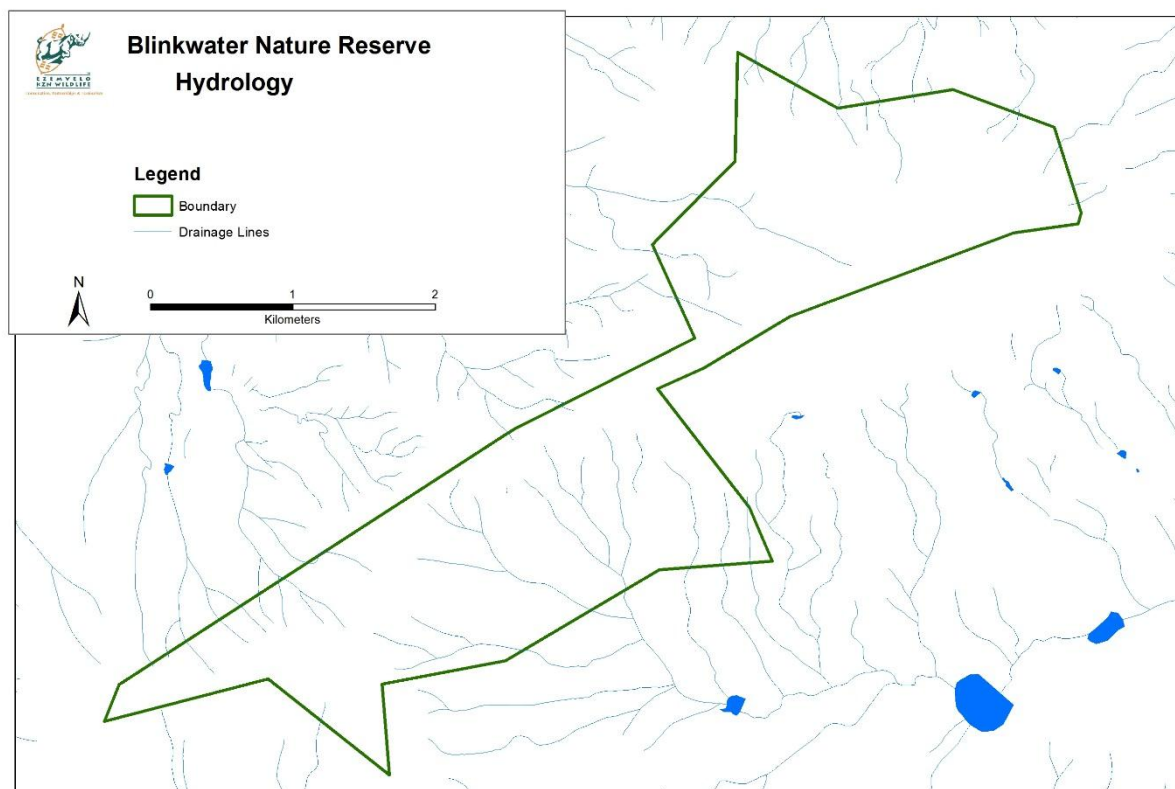 Blinkwater Nature Reserve
Hydrology
EZEMVELO
KZN WILDLIFE
Legend
Boundary
Drainage Lines
N
0 1 2
Kilometers